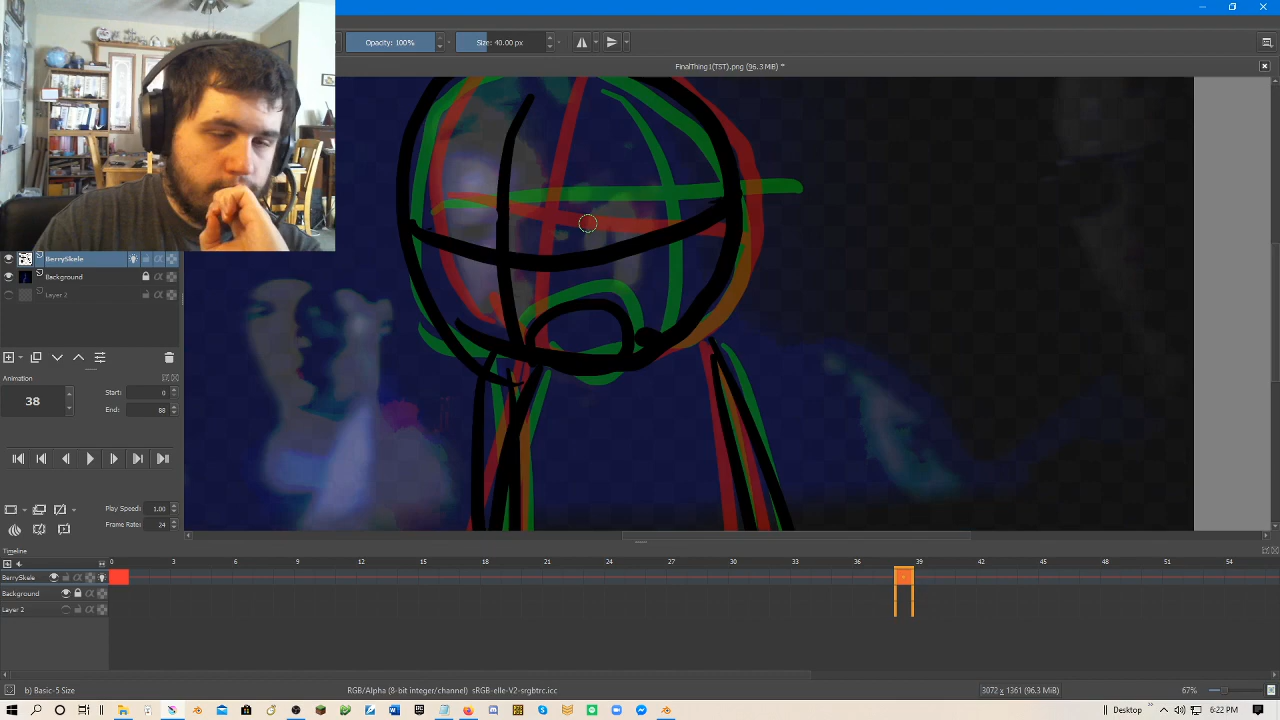 Opacity: 100%
Size: 40.00 px
FinalThing1(TST).png (96.3 MiB) *
BerrySkele
Background
Layer 2
Animation
38
Start: 0
End: 88
Play Speed: 1.00
Frame Rate: 24
Timeline
0 3 6 9 12 15 18 21 24 27 30 33 36 39 42 45 48 51 54
BerrySkele
Background
Layer 2
b) Basic-5 Size
RGB/Alpha (8-bit integer/channel) sRGB-elle-V2-srgbtrc.icc
3072 x 1361 (96.3 MiB)
67%
Desktop
6:22 PM